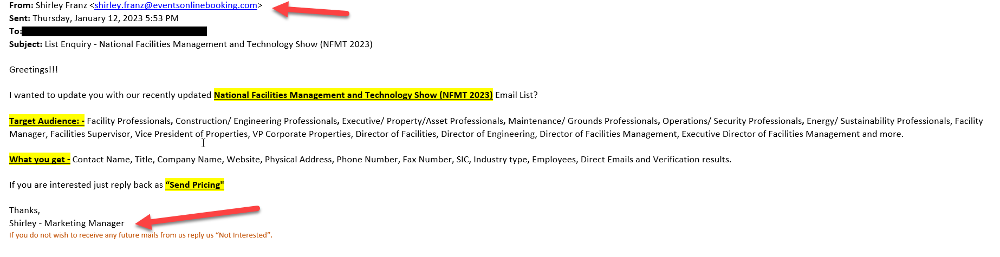 From: Shirley Franz <shirley.franz@eventsonlinebooking.com>
Sent: Thursday, January 12, 2023 5:53 PM
To:
Subject: List Enquiry - National Facilities Management and Technology Show (NFMT 2023)
Greetings!!!
I wanted to update you with our recently updated National Facilities Management and Technology Show (NFMT 2023) Email List?
Target Audience: - Facility Professionals, Construction/ Engineering Professionals, Executive/ Property/Asset Professionals, Maintenance/ Grounds Professionals, Operations/ Security Professionals, Energy/ Sustainability Professionals, Facility
Manager, Facilities Supervisor, Vice President of Properties, VP Corporate Properties, Director of Facilities, Director of Engineering, Director of Facilities Management, Executive Director of Facilities Management and more.
What you get - Contact Name, Title, Company Name, Website, Physical Address, Phone Number, Fax Number, SIC, Industry type, Employees, Direct Emails and Verification results.
If you are interested just reply back as “Send Pricing"
Thanks,
Shirley - Marketing Manager
If you do not wish to receive any future mails from us reply us “Not Interested”.